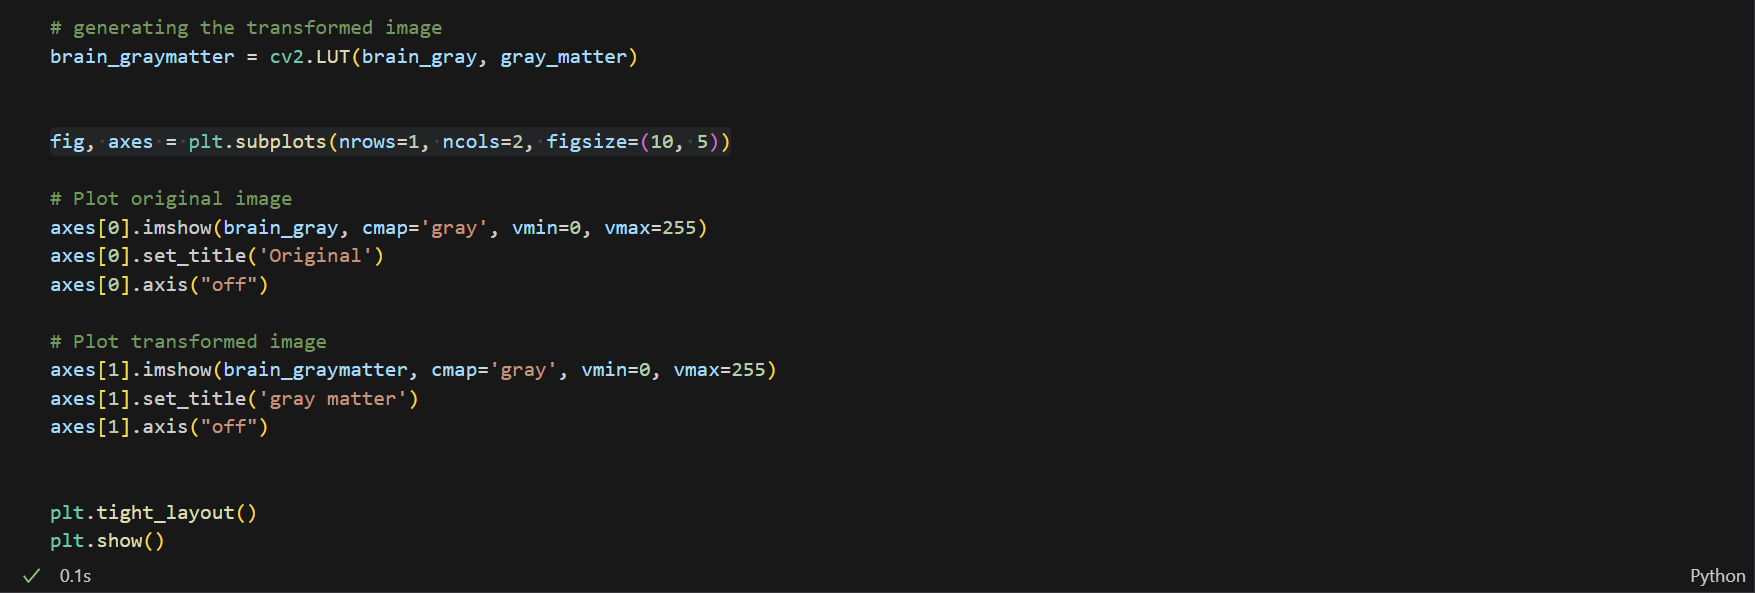 # generating the transformed image
brain_graymatter = cv2.LUT(brain_gray, gray_matter)
fig, axes = plt.subplots(nrows=1, ncols=2, figsize=(10, 5))
# Plot original image
axes[0].imshow(brain_gray, cmap='gray', vmin=0, vmax=255)
axes[0].set_title('Original')
axes[0].axis("off")
# Plot transformed image
axes[1].imshow(brain_graymatter, cmap='gray', vmin=0, vmax=255)
axes[1].set_title('gray matter')
axes[1].axis("off")
plt.tight_layout()
plt.show()
0.1s Python